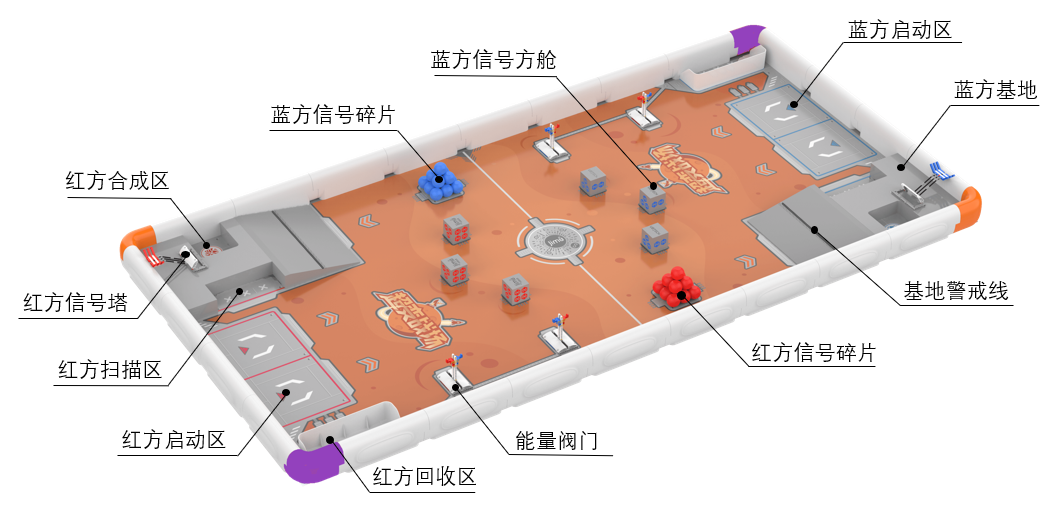 蓝方启动区
蓝方信号方舱
蓝方基地
蓝方信号碎片
红方合成区
红方信号塔
基地警戒线
红方扫描区
红方信号碎片
红方启动区
能量阀门
红方回收区